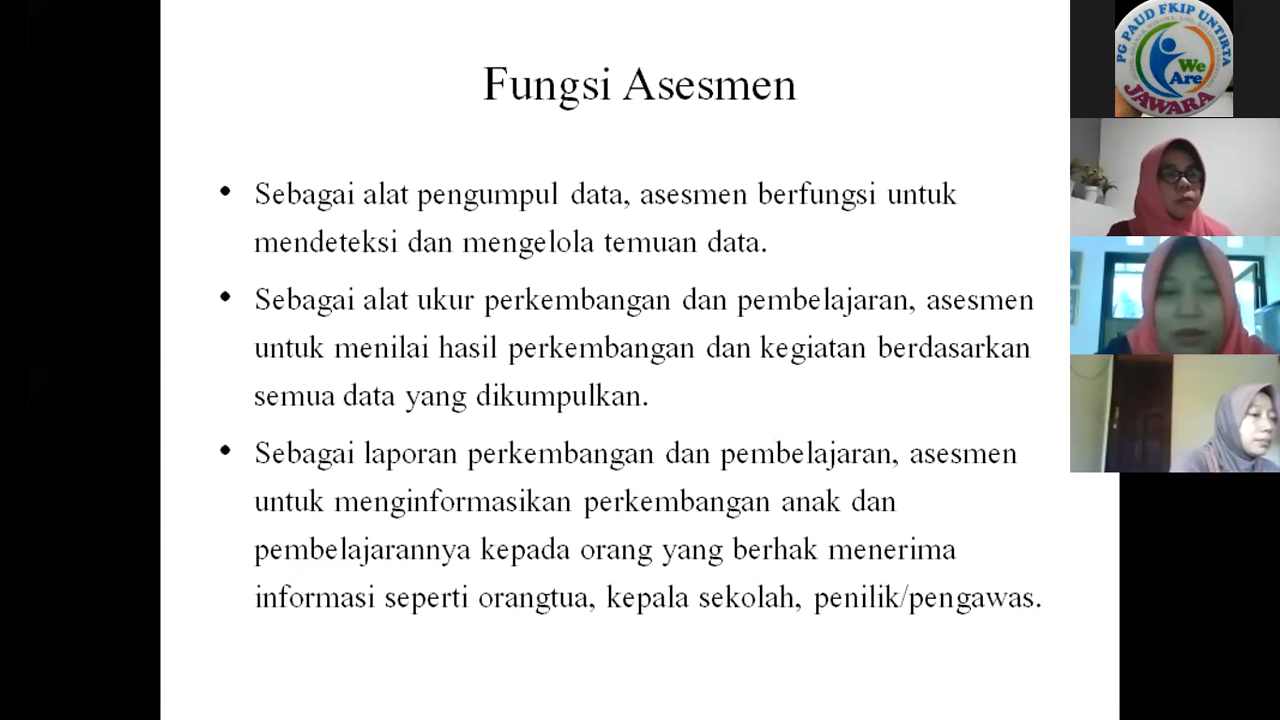 Fungsi Asesmen
• Sebagai alat pengumpul data, asesmen berfungsi untuk
mendeteksi dan mengelola temuan data.
• Sebagai alat ukur perkembangan dan pembelajaran, asesmen
untuk menilai hasil perkembangan dan kegiatan berdasarkan
semua data yang dikumpulkan.
• Sebagai laporan perkembangan dan pembelajaran, asesmen
untuk menginformasikan perkembangan anak dan
pembelajarannya kepada orang yang berhak menerima
informasi seperti orangtua, kepala sekolah, penilik/pengawas.
PG PAUD FKIP UNTIRTA
We
Are
JAWARA